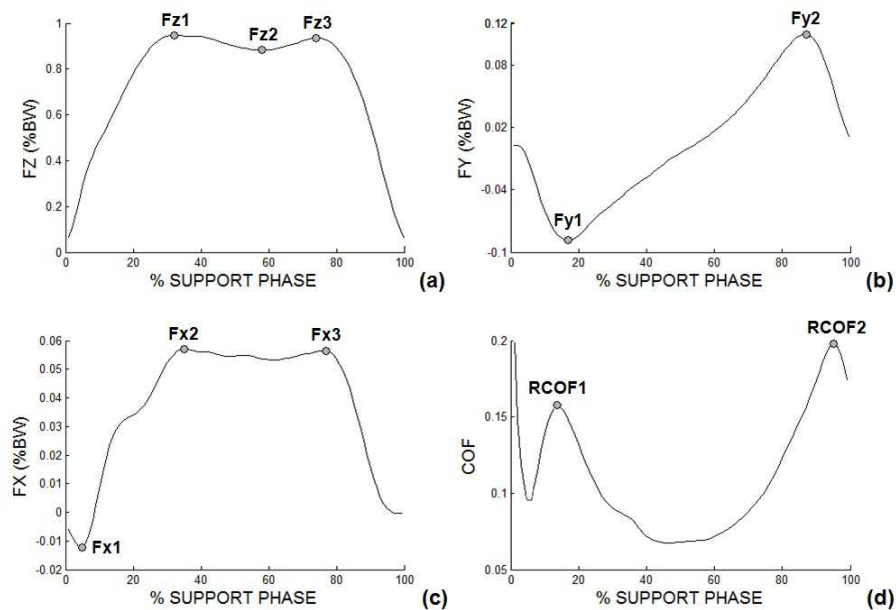 Fz1
Fz2
Fz3
1
0.8
0.6
0.4
0.2
0
FZ (%BW)
0 20 40 60 80 100
% SUPPORT PHASE
(a)
Fy2
0.12
0.08
0.02
-0.04
-0.1
FY (%BW)
Fy1
0 20 40 60 80 100
% SUPPORT PHASE
(b)
0.06
0.05
0.04
0.03
0.02
0.01
0
-0.01
-0.02
FX (%BW)
Fx2
Fx3
Fx1
0 20 40 60 80 100
% SUPPORT PHASE
(c)
0.2
0.15
0.1
0.05
COF
RCOF2
RCOF1
0 20 40 60 80 100
% SUPPORT PHASE
(d)